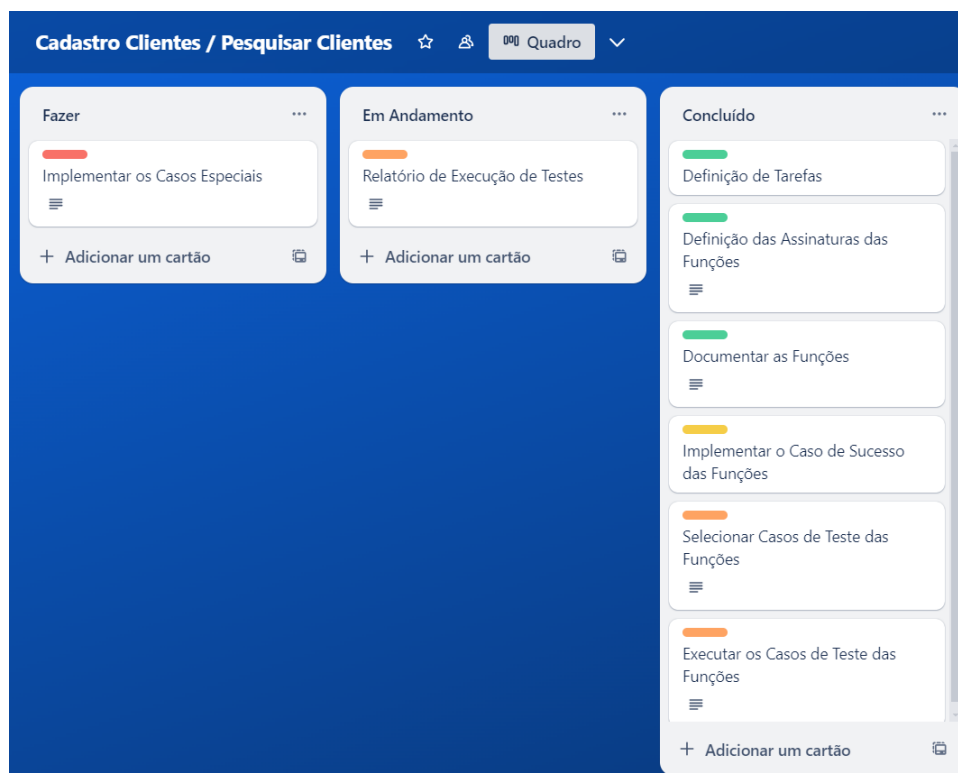 Cadastro Clientes / Pesquisar Clientes
Quadro
Fazer
Implementar os Casos Especiais
+ Adicionar um cartão
Em Andamento
Relatório de Execução de Testes
+ Adicionar um cartão
Concluído
Definição de Tarefas
Definição das Assinaturas das
Funções
Documentar as Funções
Implementar o Caso de Sucesso
das Funções
Selecionar Casos de Teste das
Funções
Executar os Casos de Teste das
Funções
+ Adicionar um cartão